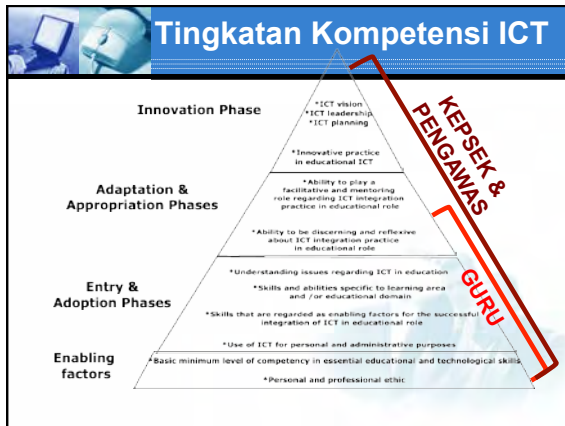 Tingkatan Kompetensi ICT
Innovation Phase
*ICT vision
*ICT leadership
*ICT planning
*Innovative practice
in educational ICT
Adaptation &
Appropriation Phases
*Ability to play a
facilitative and mentoring
role regarding ICT integration
practice in educational role
*Ability to be discerning and reflexive
about ICT integration practice
in educational role
Entry &
Adoption Phases
*Understanding issues regarding ICT in education
*Skills and abilities specific to learning area
and /or educational domain
*Skills that are regarded as enabling factors for the successful
integration of ICT in educational role
*Use of ICT for personal and administrative purposes
Enabling
factors
*Basic minimum level of competency in essential educational and technological skills
*Personal and professional ethic
KEPSEK &
PENGAWAS
GURU